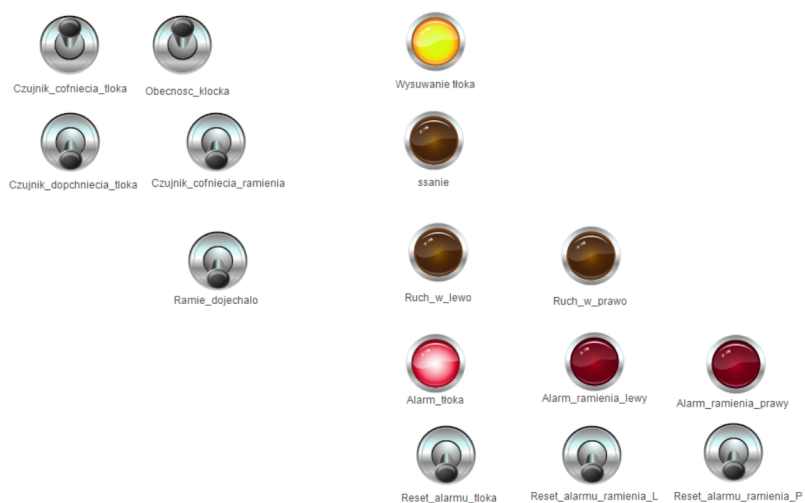 Czujnik_cofniecia_tloka
Obecnosc_klocka
Wysuwanie tłoka
Czujnik_dopchniecia_tloka
Czujnik_cofniecia_ramienia
ssanie
Ramie_dojechalo
Ruch_w_lewo
Ruch_w_prawo
Alarm_tłoka
Alarm_ramienia_lewy
Alarm_ramienia_prawy
Reset_alarmu_tloka
Reset_alarmu_ramienia_L
Reset_alarmu_ramienia_P